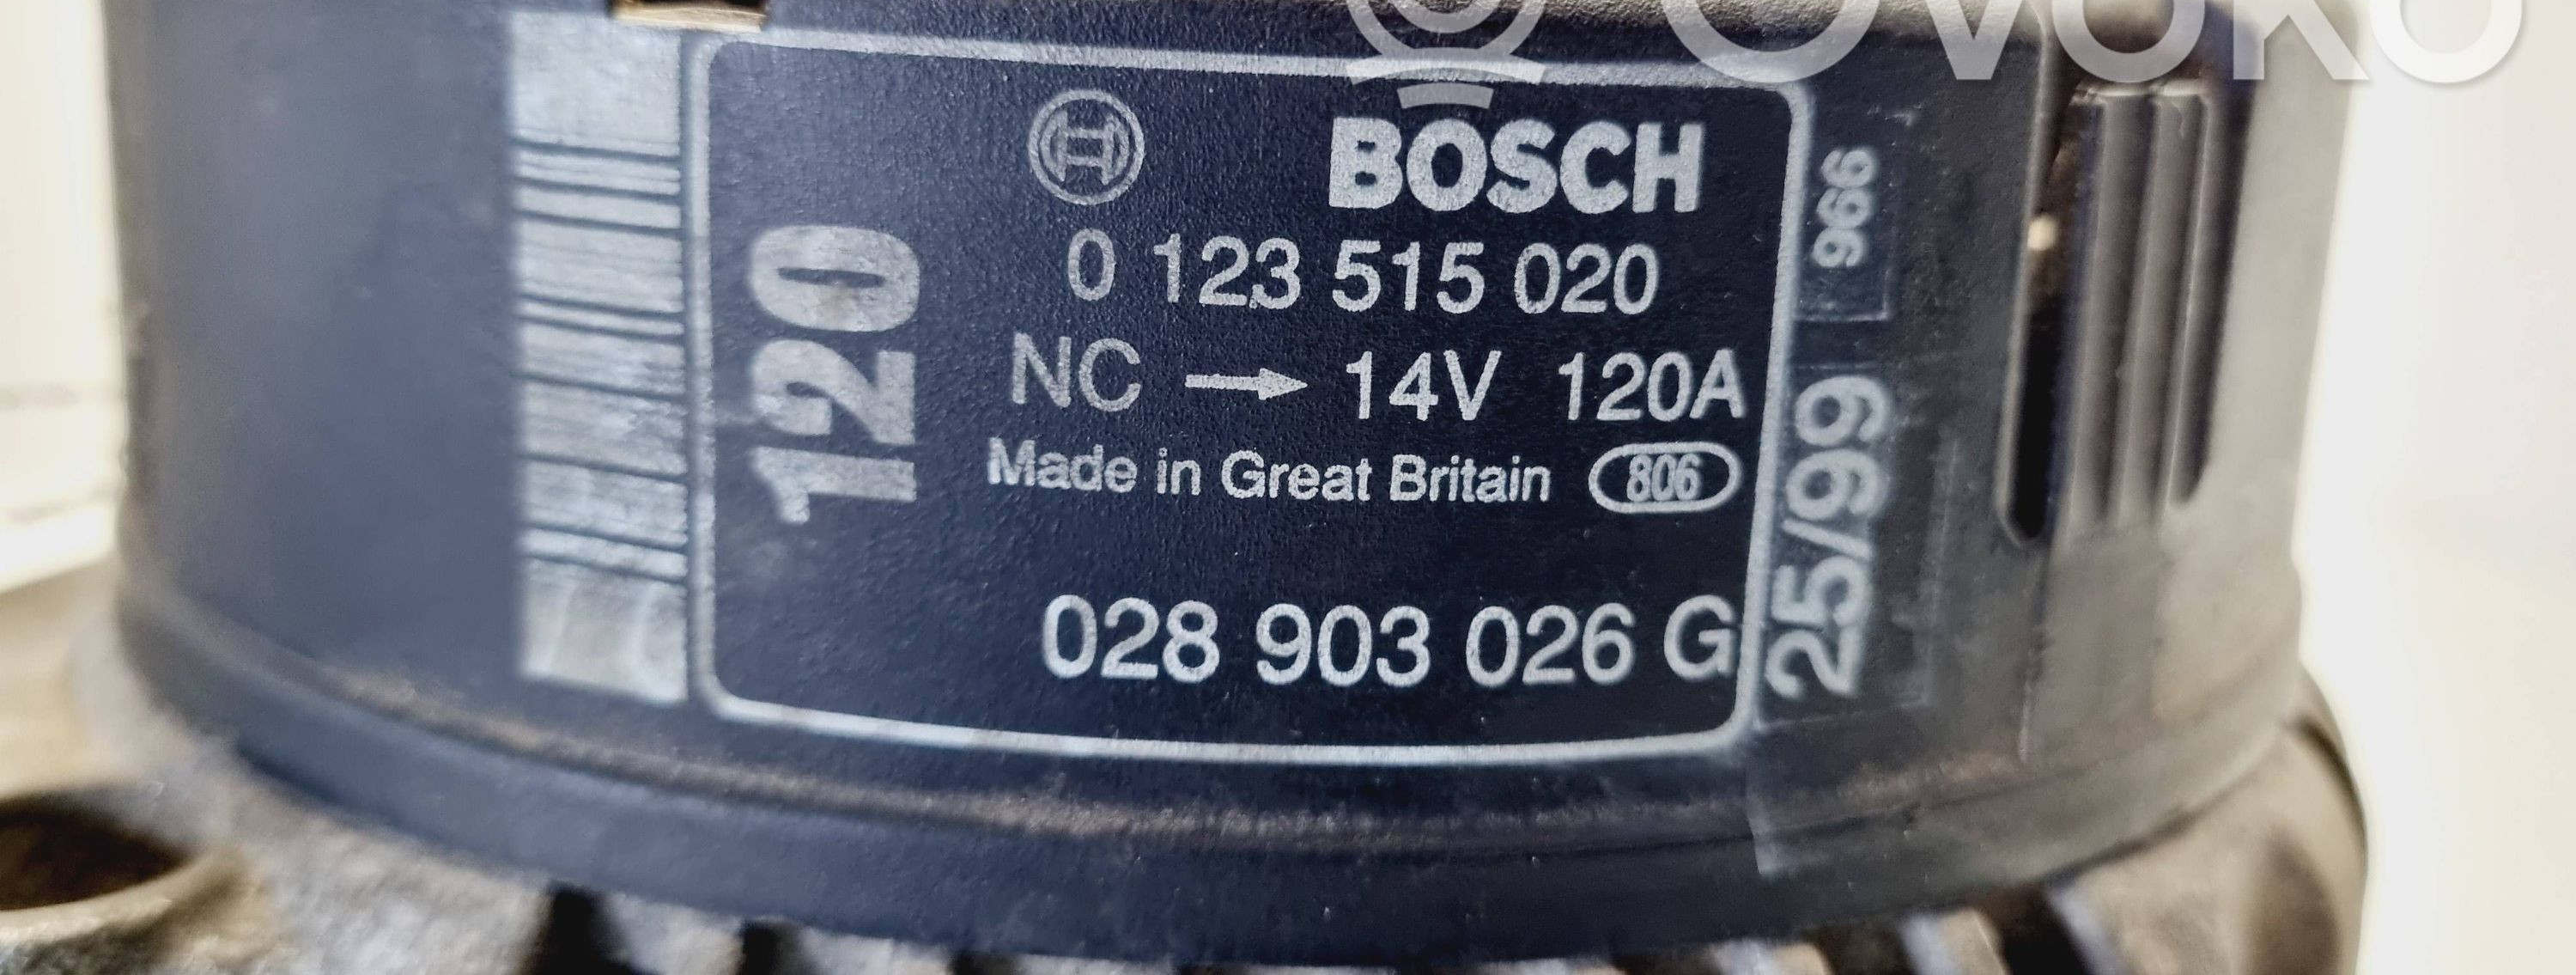 OVOKO
BOSCH
120
0 123 515 020
NC → 14V 120A
Made in Great Britain 806
028 903 026 G
25/99
966